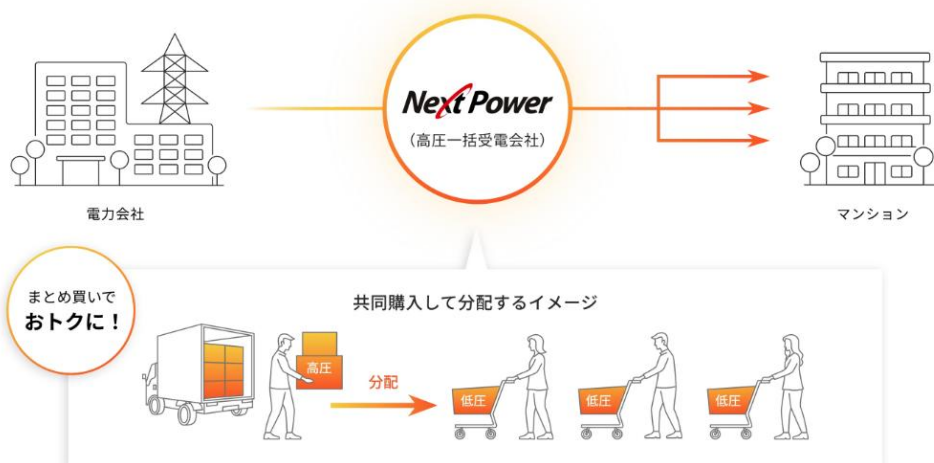 Next Power
（高圧一括受電会社）
電力会社
マンション
まとめ買いで
おトクに！
共同購入して分配するイメージ
高圧
分配
低圧
低圧
低圧